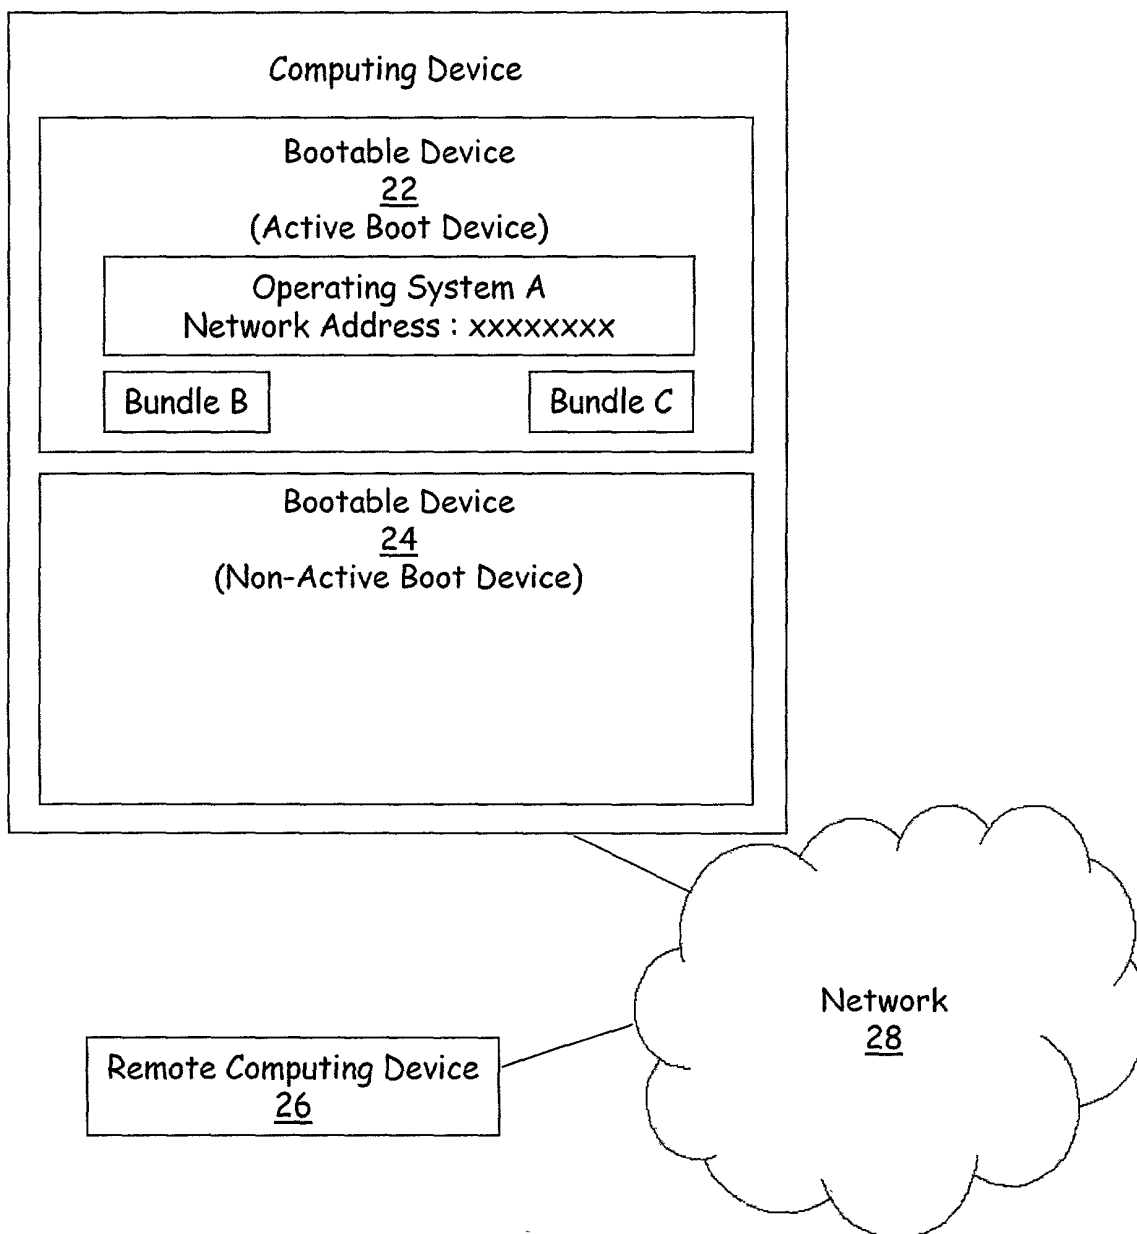 Computing Device
Bootable Device
22
(Active Boot Device)
Operating System A
Network Address : xxxxxxxx
Bundle B
Bundle C
Bootable Device
24
(Non-Active Boot Device)
Network
28
Remote Computing Device
26